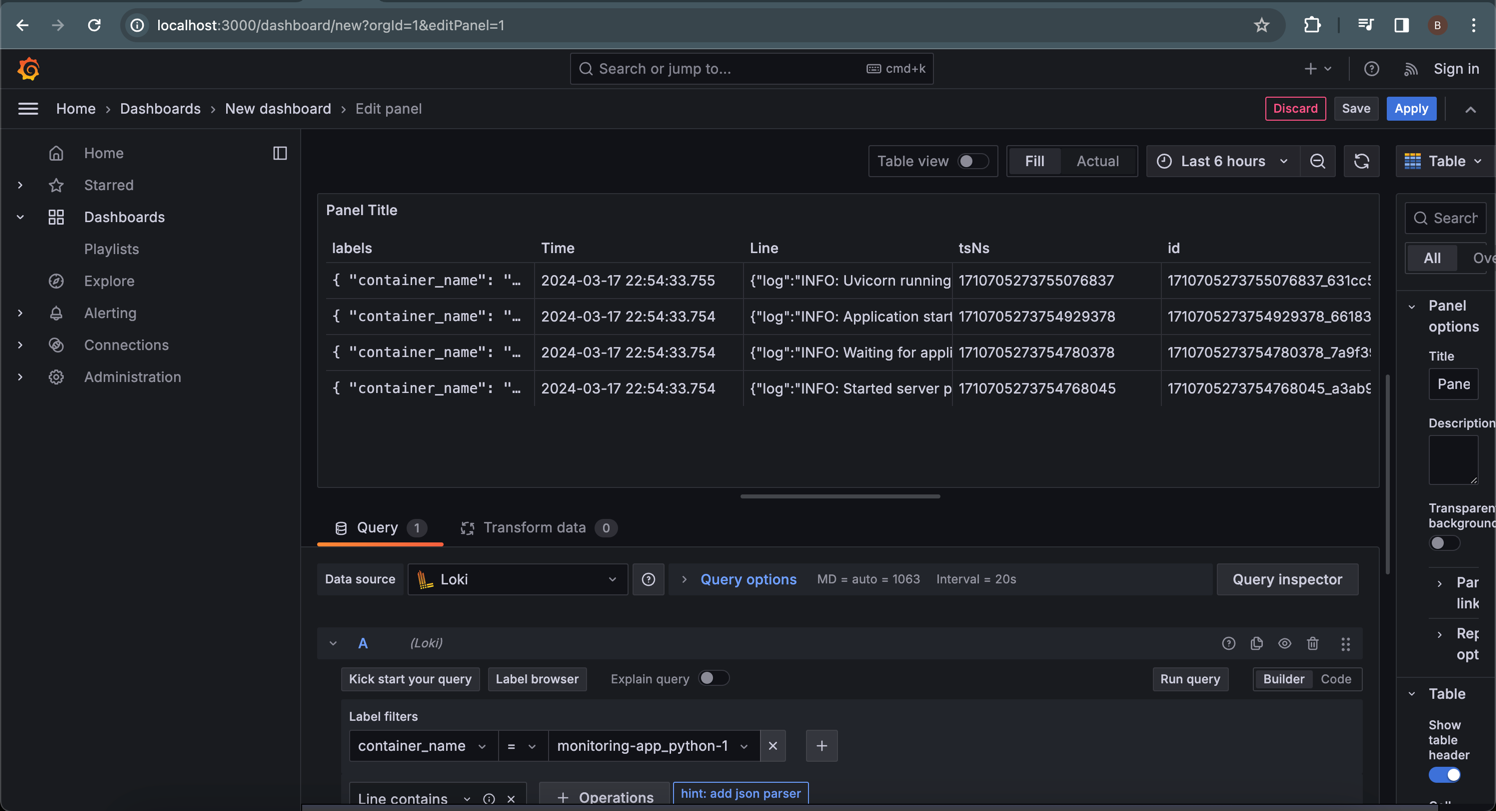 localhost:3000/dashboard/new?orgId=1&editPanel=1
B
Search or jump to... cmd+k
Sign in
Home › Dashboards › New dashboard › Edit panel
Discard Save Apply
Home
Starred
Dashboards
Playlists
Explore
Alerting
Connections
Administration
Table view Fill Actual Last 6 hours Table
Panel Title
labels Time Line tsNs id
{ "container_name": "… 2024-03-17 22:54:33.755 {"log":"INFO: Uvicorn running 1710705273755076837 1710705273755076837_631cc5
{ "container_name": "… 2024-03-17 22:54:33.754 {"log":"INFO: Application start 1710705273754929378 1710705273754929378_66183
{ "container_name": "… 2024-03-17 22:54:33.754 {"log":"INFO: Waiting for appli 1710705273754780378 1710705273754780378_7a9f39
{ "container_name": "… 2024-03-17 22:54:33.754 {"log":"INFO: Started server p 1710705273754768045 1710705273754768045_a3ab9
Query 1 Transform data 0
Data source Loki Query options MD = auto = 1063 Interval = 20s Query inspector
A (Loki)
Kick start your query Label browser Explain query Run query Builder Code
Label filters
container_name = monitoring-app_python-1
Line contains + Operations hint: add json parser
Search
All Ove
Panel
options
Title
Pane
Description
Transparen
background
Par
link
Rep
opt
Table
Show
table
header